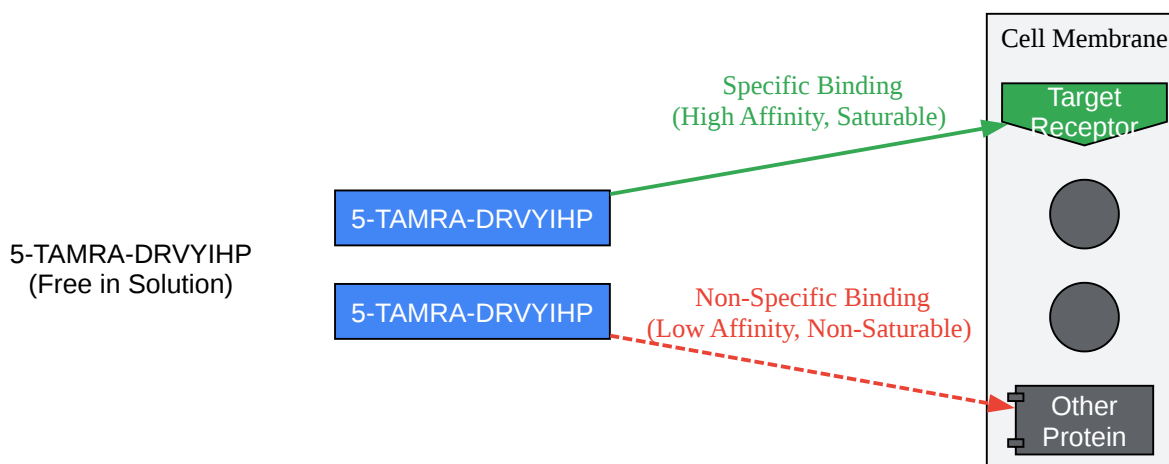 Cell Membrane
Specific Binding
(High Affinity, Saturable)
Target
Receptor
5-TAMRA-DRVYIHP
5-TAMRA-DRVYIHP
(Free in Solution)
5-TAMRA-DRVYIHP
Non-Specific Binding
(Low Affinity, Non-Saturable)
Other
Protein